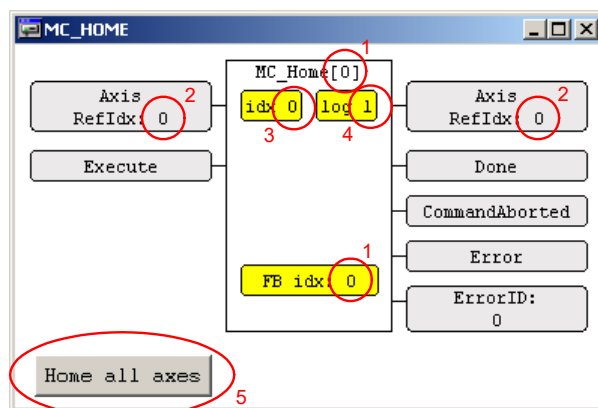 MC_HOME
1
MC_Home[0]
Axis
RefIdx: 0
2
idx 0
log 1
3
4
Axis
RefIdx: 0
2
Execute
Done
CommandAborted
1
FB idx: 0
Error
ErrorID:
0
Home all axes
5